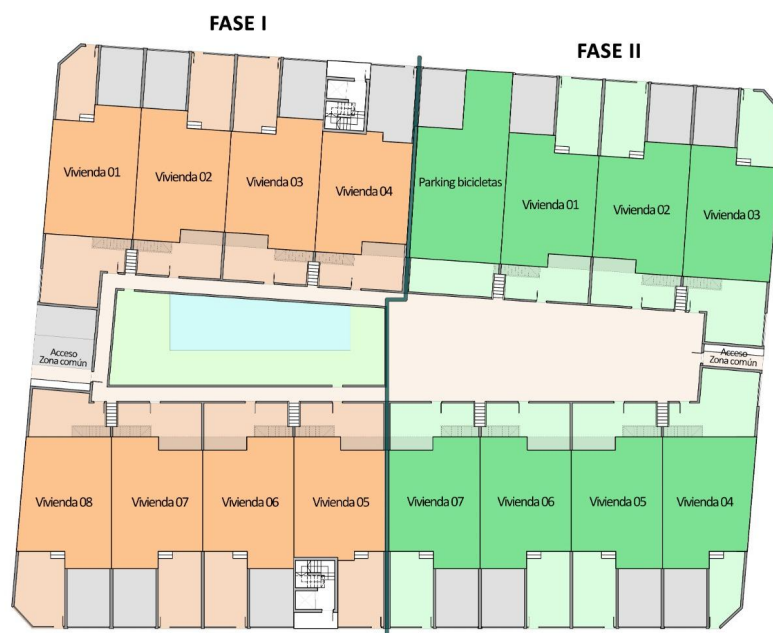 FASE I
FASE II
Vivienda 01
Vivienda 02
Vivienda 03
Vivienda 04
Parking bicicletas
Vivienda 01
Vivienda 02
Vivienda 03
Acceso
Zona común
Acceso
Zona común
Vivienda 08
Vivienda 07
Vivienda 06
Vivienda 05
Vivienda 07
Vivienda 06
Vivienda 05
Vivienda 04